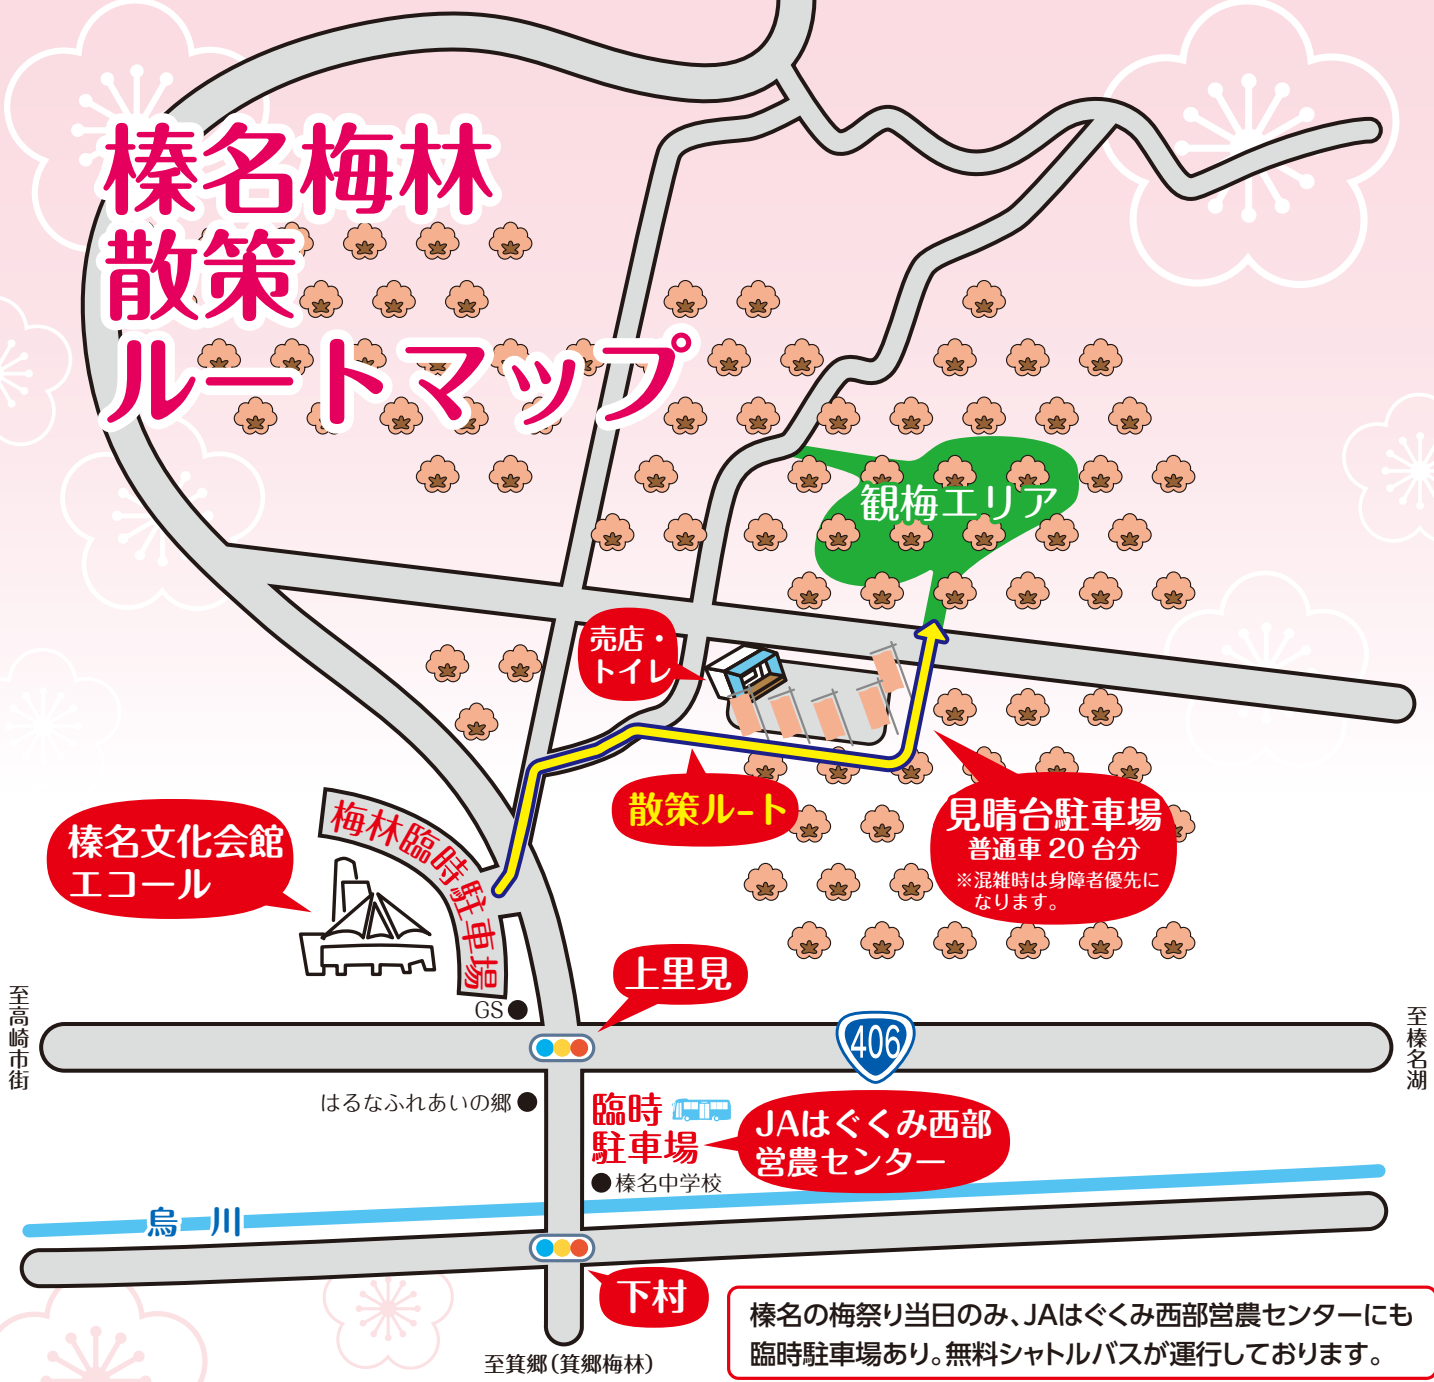 榛名梅林
散策
ルートマップ
観梅エリア
売店・
トイレ
散策ルート
見晴台駐車場
普通車 20 台分
※混雑時は身障者優先に
なります。
榛名文化会館
エコール
梅林臨時駐車場
上里見
GS
406
至高崎市街
至榛名湖
はるなふれあいの郷
臨時
駐車場
JAはぐくみ西部
営農センター
榛名中学校
烏川
下村
至箕郷(箕郷梅林)
榛名の梅祭り当日のみ、JAはぐくみ西部営農センターにも
臨時駐車場あり。無料シャトルバスが運行しております。